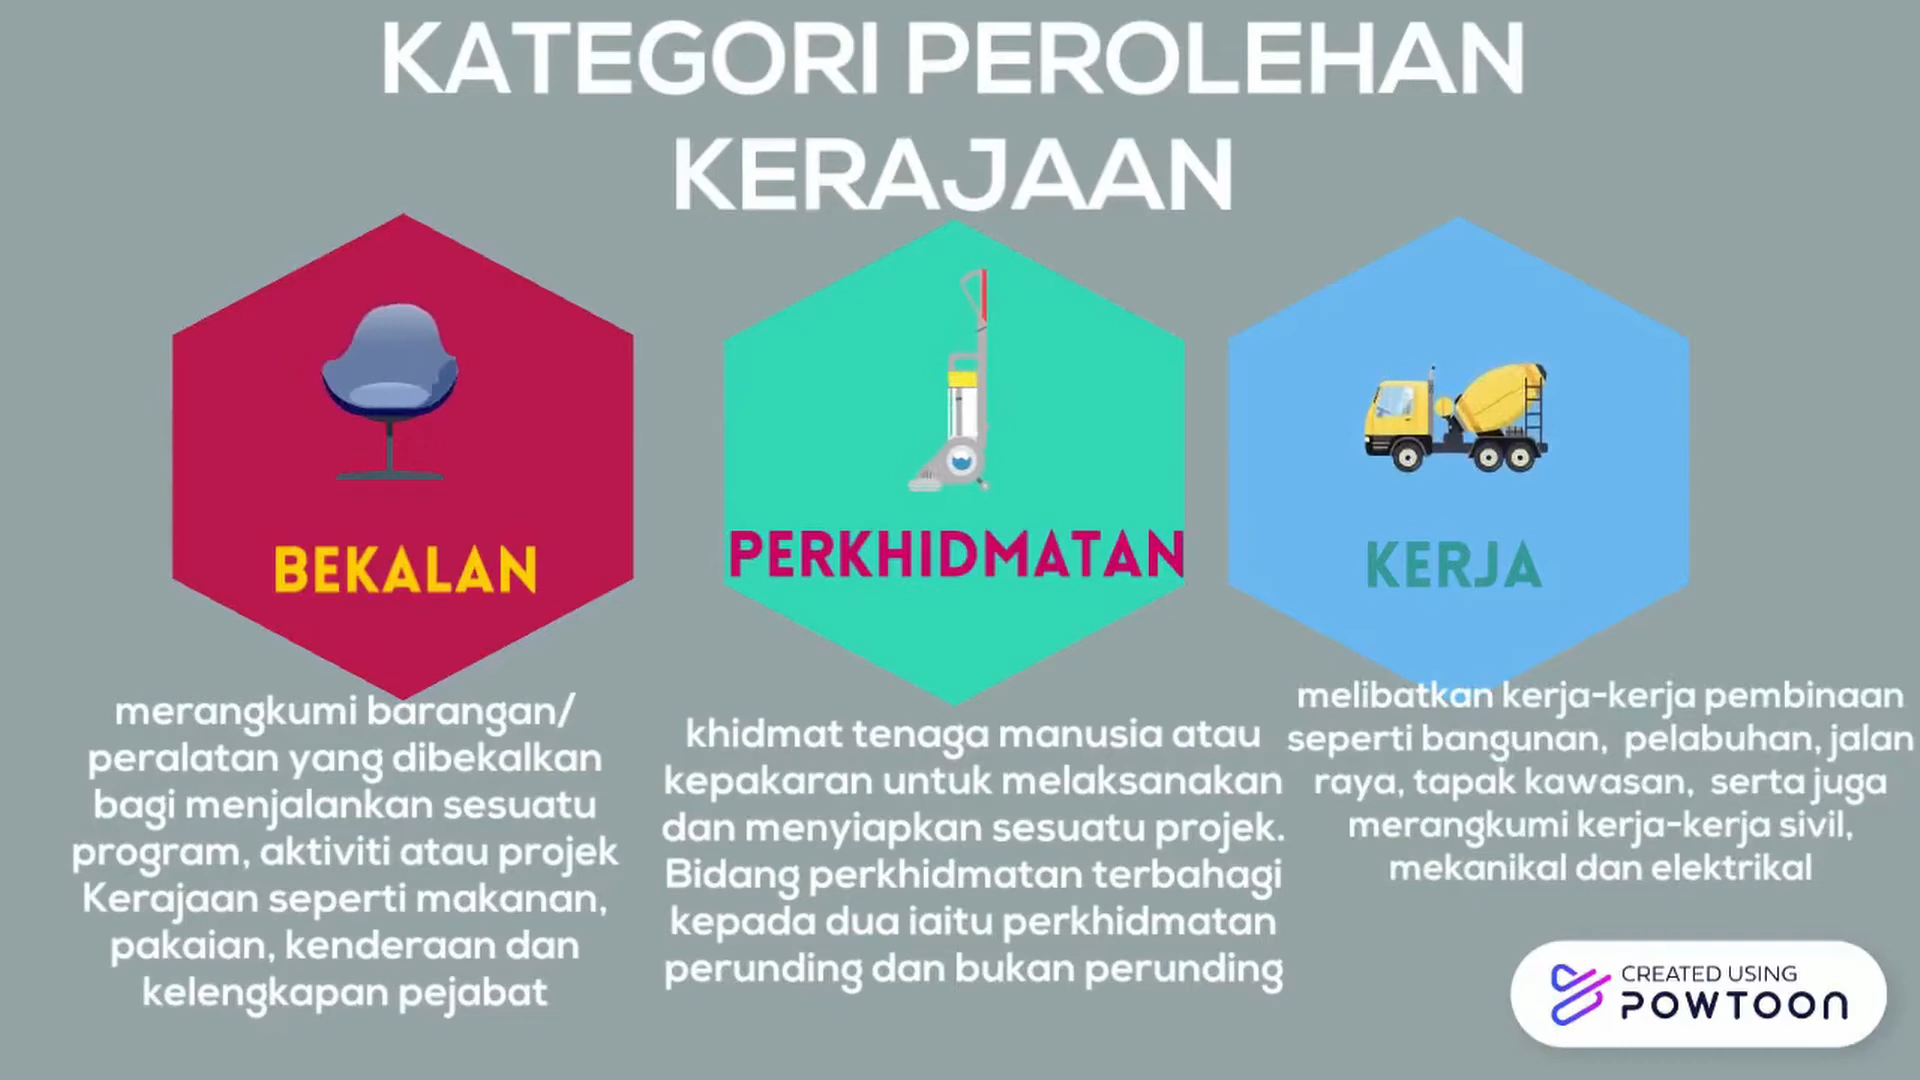 KATEGORI PEROLEHAN
KERAJAAN
BEKALAN
merangkumi barangan/
peralatan yang dibekalkan
bagi menjalankan sesuatu
program, aktiviti atau projek
Kerajaan seperti makanan,
pakaian, kenderaan dan
kelengkapan pejabat
PERKHIDMATAN
khidmat tenaga manusia atau
kepakaran untuk melaksanakan
dan menyiapkan sesuatu projek.
Bidang perkhidmatan terbahagi
kepada dua iaitu perkhidmatan
perunding dan bukan perunding
KERJA
melibatkan kerja-kerja pembinaan
seperti bangunan, pelabuhan, jalan
raya, tapak kawasan, serta juga
merangkumi kerja-kerja sivil,
mekanikal dan elektrikal
CREATED USING
POWTOON